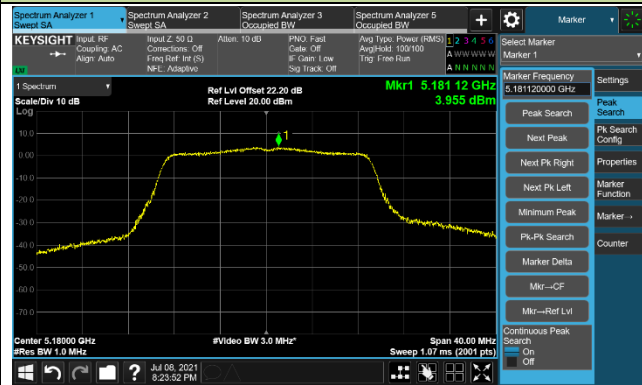 Spectrum Analyzer 1
Swept SA
Spectrum Analyzer 2
Swept SA
Spectrum Analyzer 3
Occupied BW
Spectrum Analyzer 5
Occupied BW
+
Marker
KEYSIGHT
Input: RF
Coupling: AC
Align: Auto
Input Z: 50 Ω
Corrections: Off
Freq Ref: Int (S)
NFE: Adaptive
Atten: 10 dB
PNO: Fast
Gate: Off
IF Gain: Low
Sig Track: Off
Avg Type: Power (RMS)
Avg|Hold: 100/100
Trig: Free Run
1 2 3 4 5 6
A W W W W W
A N N N N N
Select Marker
Marker 1
1 Spectrum
Scale/Div 10 dB
Log
Ref Lvl Offset 22.20 dB
Ref Level 20.00 dBm
Mkr1 5.181 12 GHz
3.955 dBm
1
10.0
0.00
-10.0
-20.0
-30.0
-40.0
-50.0
-60.0
-70.0
Center 5.18000 GHz
#Res BW 1.0 MHz
#Video BW 3.0 MHz*
Span 40.00 MHz
Sweep 1.07 ms (2001 pts)
Marker Frequency
5.181120000 GHz
Peak Search
Next Peak
Next Pk Right
Next Pk Left
Minimum Peak
Pk-Pk Search
Marker Delta
Mkr→CF
Mkr→Ref Lvl
Continuous Peak
Search
On
Off
Settings
Peak
Search
Pk Search
Config
Properties
Marker
Function
Marker→
Counter
?
Jul 08, 2021
8:23:52 PM